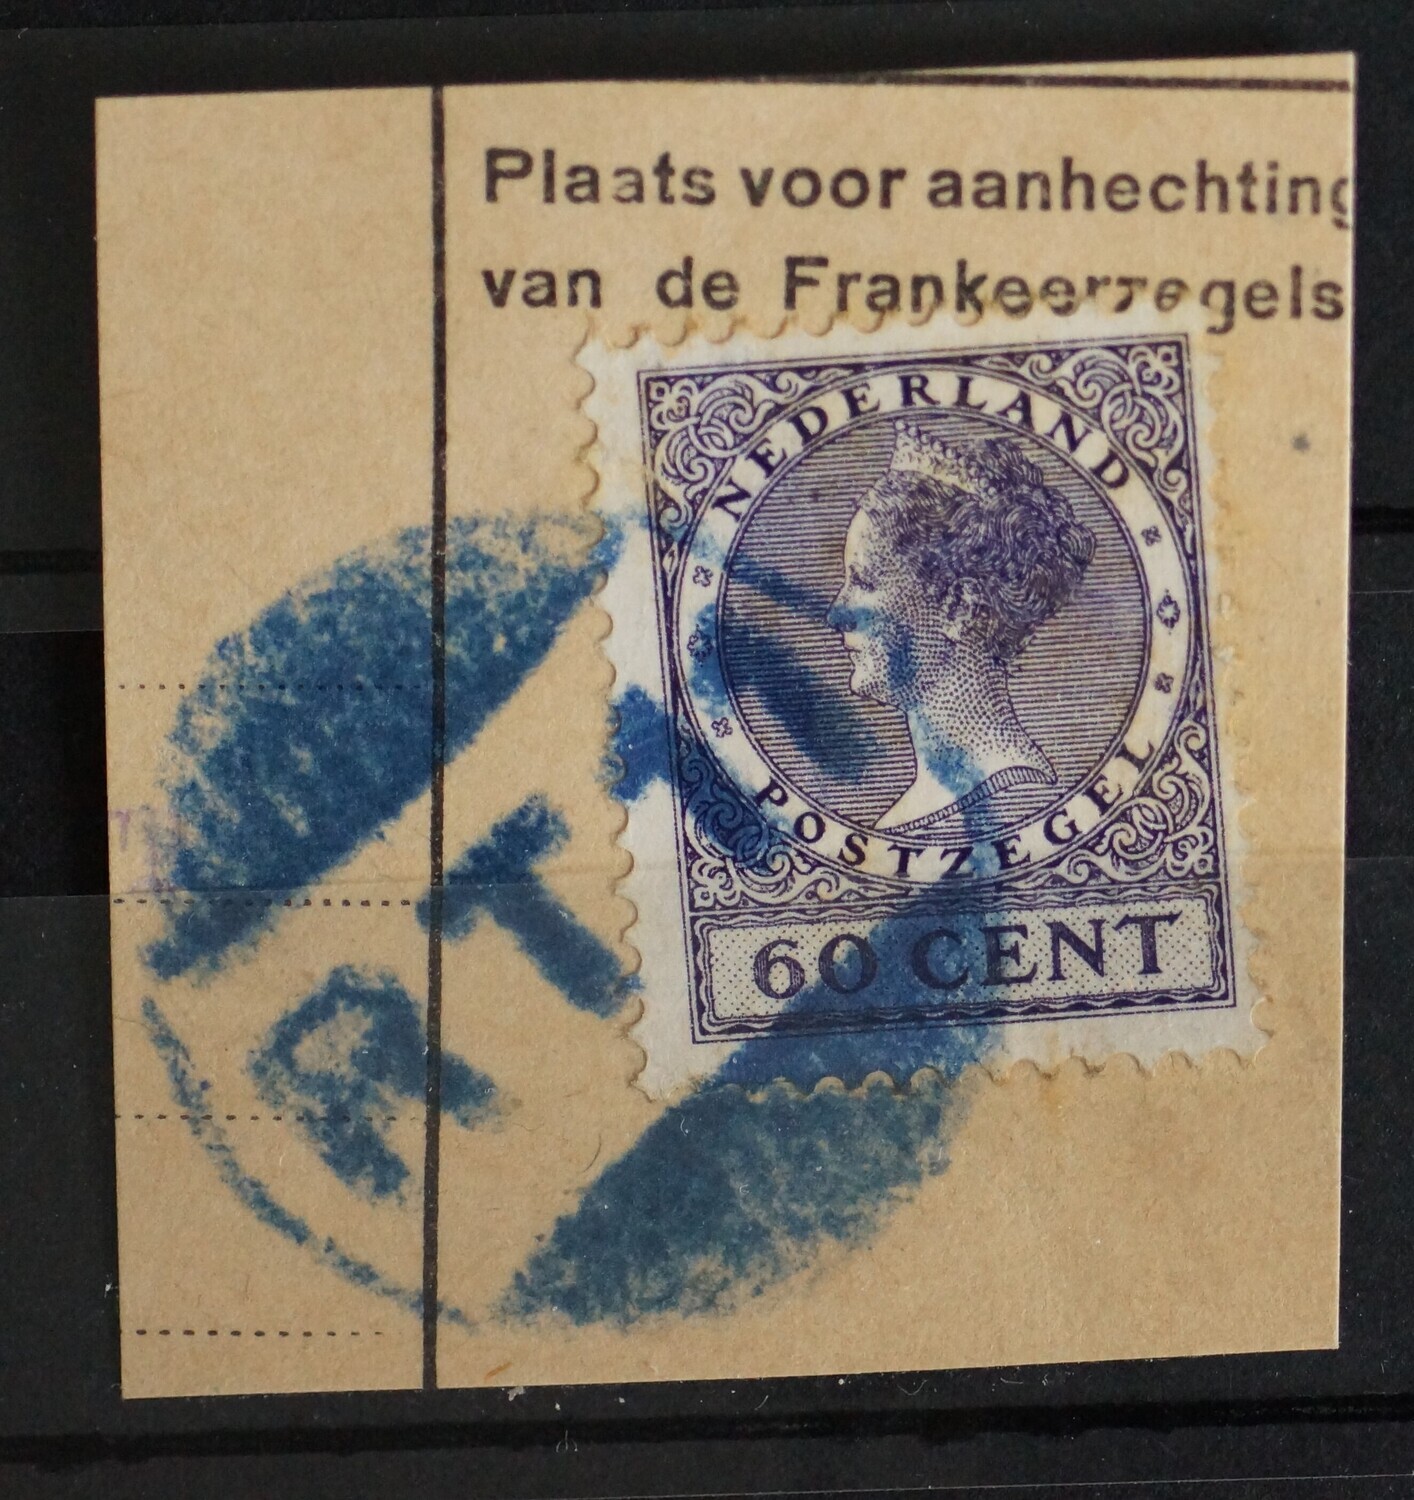 Plaats voor aanhechting
van de Frankeerzegels
NEDERLAND
POSTZEGEL
60 CENT